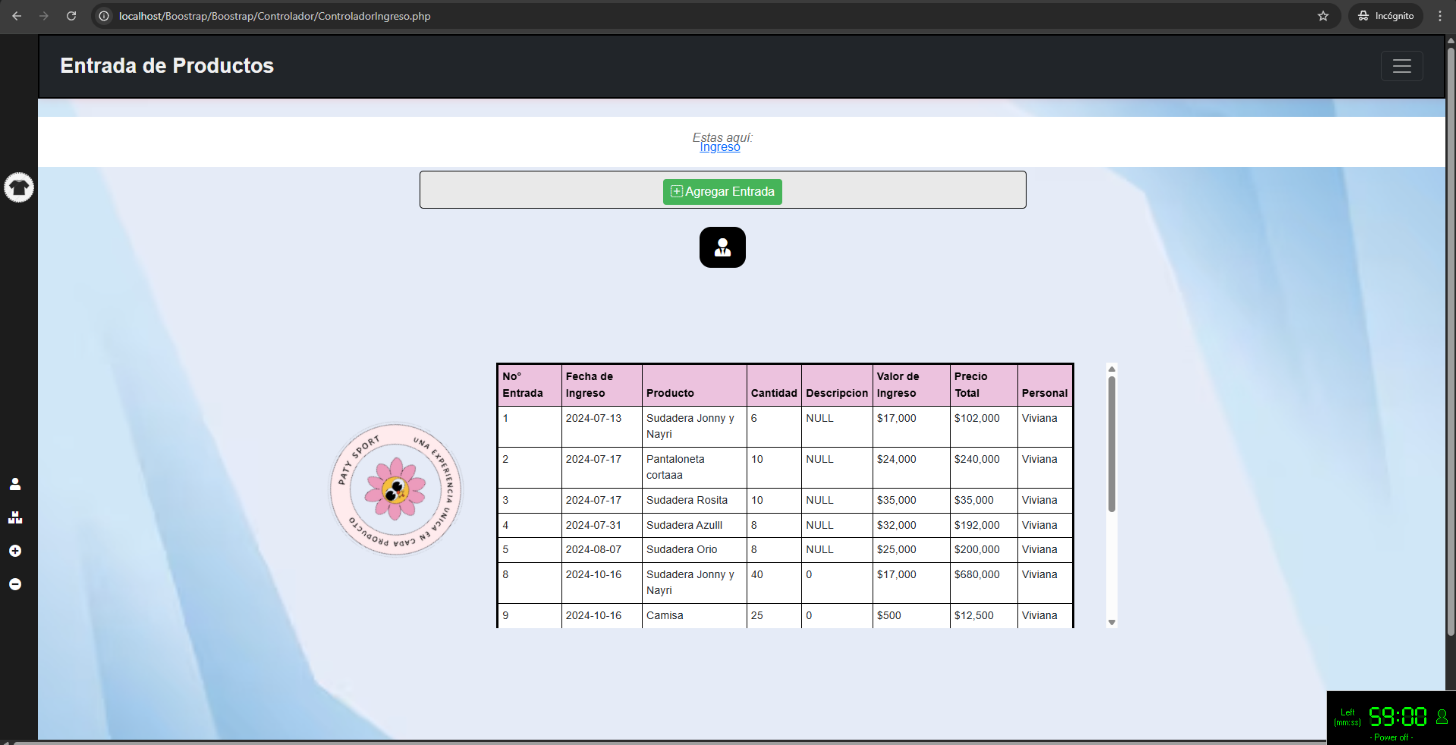 localhost/Boostrap/Boostrap/Controlador/ControladorIngreso.php
Incógnito
Entrada de Productos
Estas aquí:
Ingreso
Agregar Entrada
No° Entrada Fecha de Ingreso Producto Cantidad Descripcion Valor de Ingreso Precio Total Personal
1 2024-07-13 Sudadera Jonny y Nayri 6 NULL $17,000 $102,000 Viviana
2 2024-07-17 Pantaloneta cortaaa 10 NULL $24,000 $240,000 Viviana
3 2024-07-17 Sudadera Rosita 10 NULL $35,000 $35,000 Viviana
4 2024-07-31 Sudadera Azulll 8 NULL $32,000 $192,000 Viviana
5 2024-08-07 Sudadera Orio 8 NULL $25,000 $200,000 Viviana
8 2024-10-16 Sudadera Jonny y Nayri 40 0 $17,000 $680,000 Viviana
9 2024-10-16 Camisa 25 0 $500 $12,500 Viviana
PATY SPORT
UNA EXPERIENCIA UNICA EN CADA PRODUCTO
Left
(mm:ss)
59:00
- Power off -